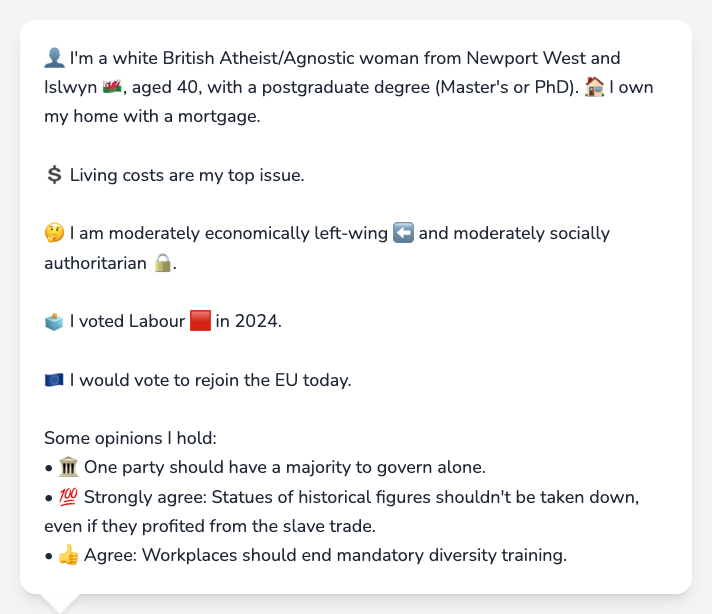 👤 I'm a white British Atheist/Agnostic woman from Newport West and
Islwyn 🏴󠁧󠁢󠁷󠁬󠁳󠁿, aged 40, with a postgraduate degree (Master's or PhD). 🏠 I own
my home with a mortgage.
💲 Living costs are my top issue.
🤔 I am moderately economically left-wing ⬅️ and moderately socially
authoritarian 🔒.
🗳️ I voted Labour 🟥 in 2024.
🇪🇺 I would vote to rejoin the EU today.
Some opinions I hold:
• 🏛️ One party should have a majority to govern alone.
• 💯 Strongly agree: Statues of historical figures shouldn't be taken down,
even if they profited from the slave trade.
• 👍 Agree: Workplaces should end mandatory diversity training.